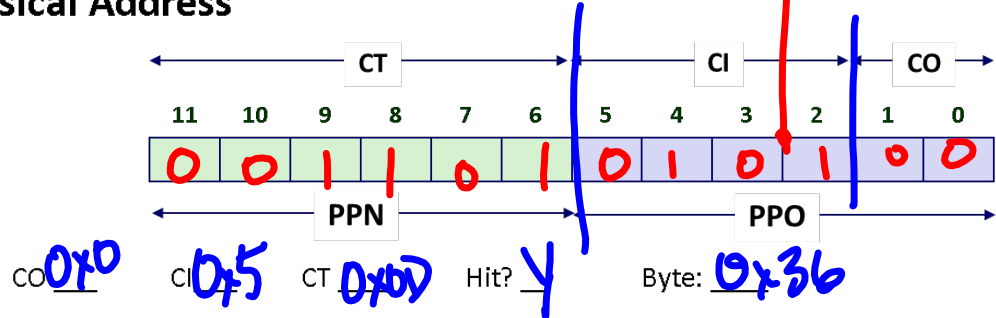 sical Address
CT CI CO
11 10 9 8 7 6 5 4 3 2 1 0
0 0 1 1 0 1 0 1 0 1 0 0
PPN PPO
CO 0x0 CI 0x5 CT 0x0D Hit? Y Byte: 0x36